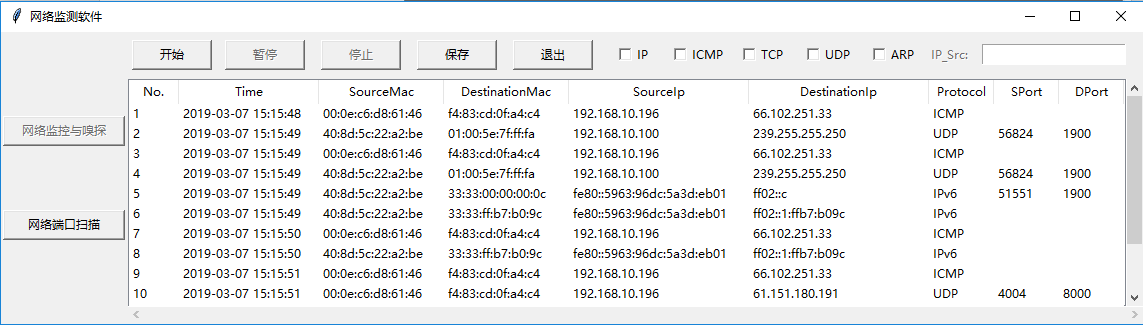 网络监测软件
开始 暂停 停止 保存 退出 IP ICMP TCP UDP ARP IP_Src:
网络监控与嗅探
网络端口扫描
No. Time SourceMac DestinationMac SourceIp DestinationIp Protocol SPort DPort
1 2019-03-07 15:15:48 00:0e:c6:d8:61:46 f4:83:cd:0f:a4:c4 192.168.10.196 66.102.251.33 ICMP
2 2019-03-07 15:15:49 40:8d:5c:22:a2:be 01:00:5e:7f:ff:fa 192.168.10.100 239.255.255.250 UDP 56824 1900
3 2019-03-07 15:15:49 00:0e:c6:d8:61:46 f4:83:cd:0f:a4:c4 192.168.10.196 66.102.251.33 ICMP
4 2019-03-07 15:15:49 40:8d:5c:22:a2:be 01:00:5e:7f:ff:fa 192.168.10.100 239.255.255.250 UDP 56824 1900
5 2019-03-07 15:15:49 40:8d:5c:22:a2:be 33:33:00:00:00:0c fe80::5963:96dc:5a3d:eb01 ff02::c IPv6 51551 1900
6 2019-03-07 15:15:49 40:8d:5c:22:a2:be 33:33:ff:b7:b0:9c fe80::5963:96dc:5a3d:eb01 ff02::1:ffb7:b09c IPv6
7 2019-03-07 15:15:50 00:0e:c6:d8:61:46 f4:83:cd:0f:a4:c4 192.168.10.196 66.102.251.33 ICMP
8 2019-03-07 15:15:50 40:8d:5c:22:a2:be 33:33:ff:b7:b0:9c fe80::5963:96dc:5a3d:eb01 ff02::1:ffb7:b09c IPv6
9 2019-03-07 15:15:51 00:0e:c6:d8:61:46 f4:83:cd:0f:a4:c4 192.168.10.196 66.102.251.33 ICMP
10 2019-03-07 15:15:51 00:0e:c6:d8:61:46 f4:83:cd:0f:a4:c4 192.168.10.196 61.151.180.191 UDP 4004 8000